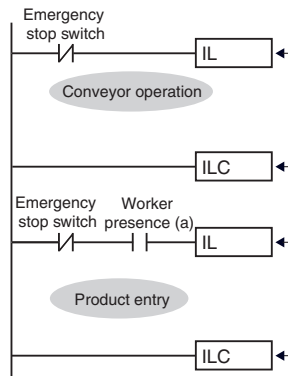 Emergency
stop switch
IL
Conveyor operation
ILC
Emergency Worker
stop switch presence (a)
IL
Product entry
ILC